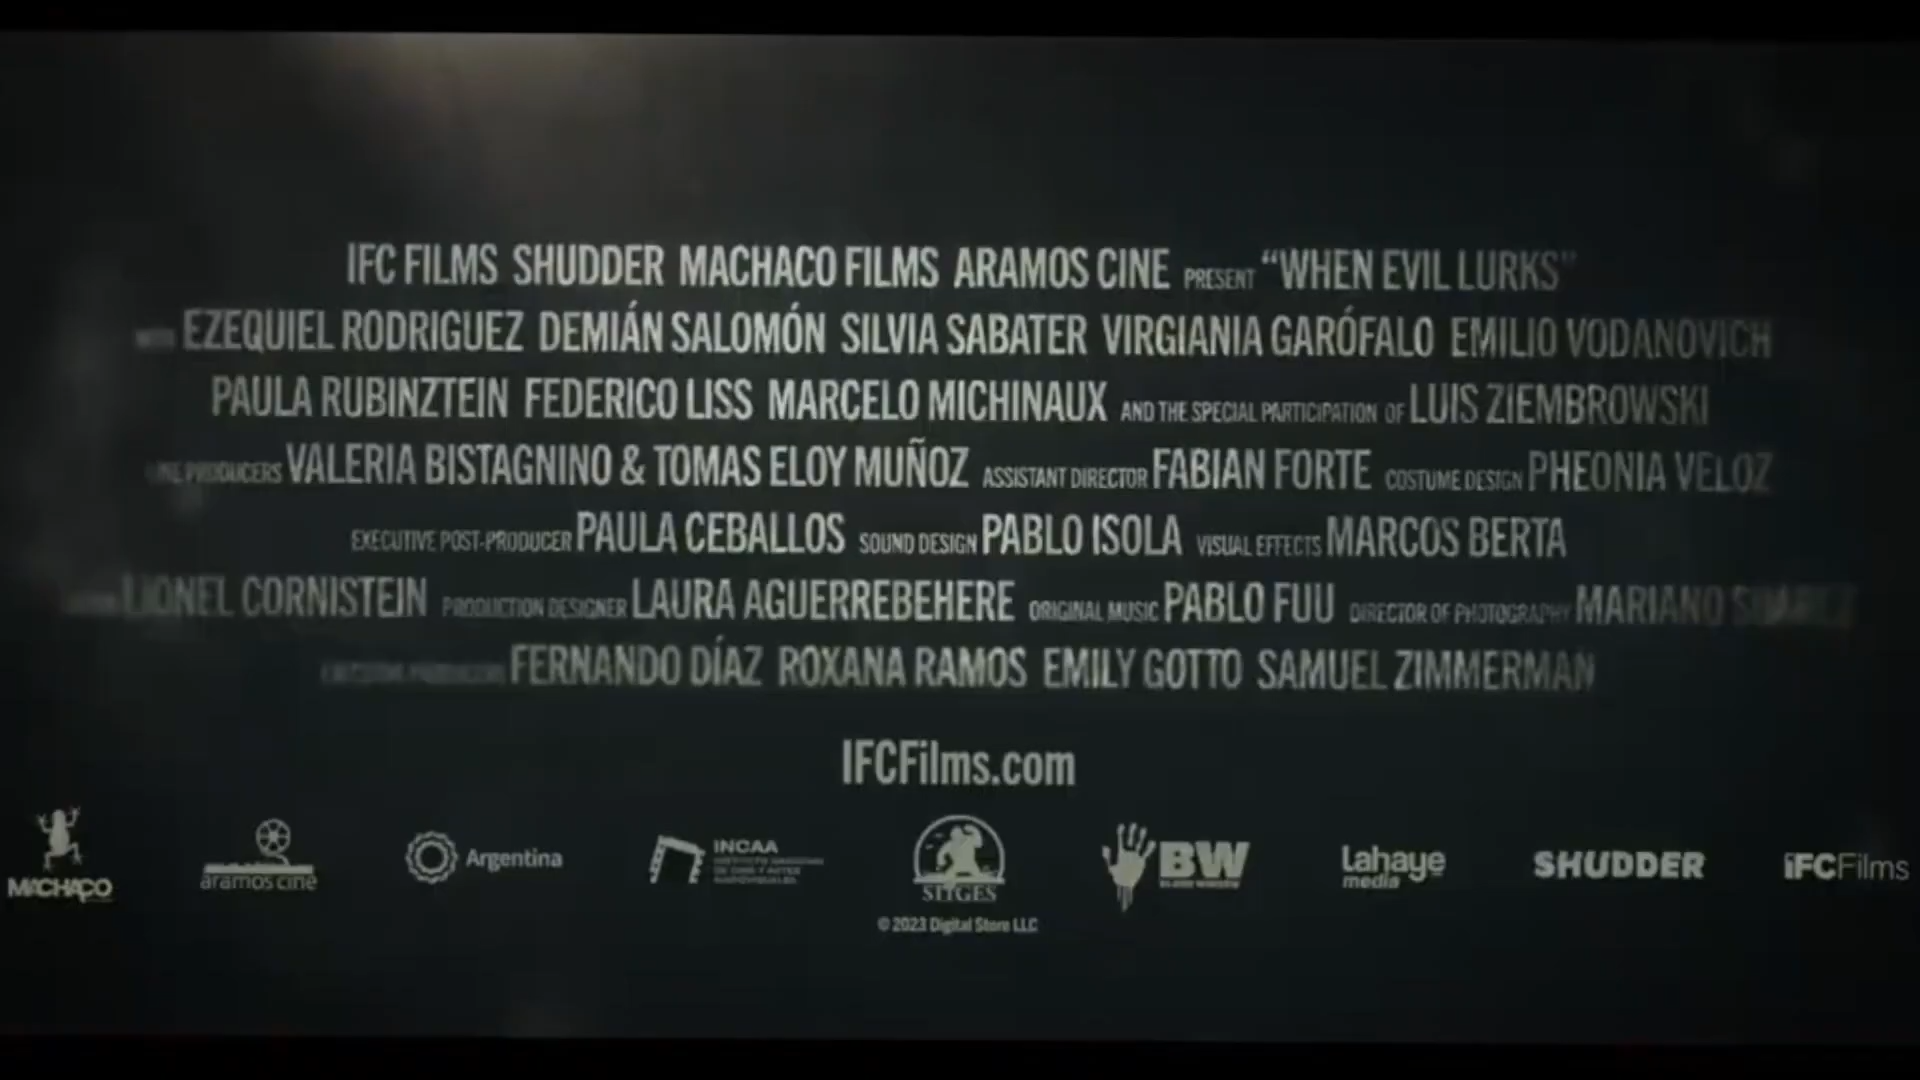 IFC FILMS SHUDDER MACHACO FILMS ARAMOS CINE PRESENT “WHEN EVIL LURKS”
EZEQUIEL RODRIGUEZ DEMIÁN SALOMÓN SILVIA SABATER VIRGIANIA GARÓFALO EMILIO VODANOVICH
PAULA RUBINZTEIN FEDERICO LISS MARCELO MICHINAUX AND THE SPECIAL PARTICIPATION OF LUIS ZIEMBROWSKI
LINE PRODUCERS VALERIA BISTAGNINO & TOMAS ELOY MUÑOZ ASSISTANT DIRECTOR FABIAN FORTE COSTUME DESIGN PHEONIA VELOZ
EXECUTIVE POST-PRODUCER PAULA CEBALLOS SOUND DESIGN PABLO ISOLA VISUAL EFFECTS MARCOS BERTA
LIONEL CORNISTEIN PRODUCTION DESIGNER LAURA AGUERREBEHERE ORIGINAL MUSIC PABLO FUU DIRECTOR OF PHOTOGRAPHY MARIANO SUAREZ
EXECUTIVE PRODUCERS FERNANDO DÍAZ ROXANA RAMOS EMILY GOTTO SAMUEL ZIMMERMAN
IFCFilms.com
MACHACO
aramos cine
Argentina
INCAA
SITGES
BW
Lahaye
media
SHUDDER
IFCFilms
© 2023 Digital Store LLC